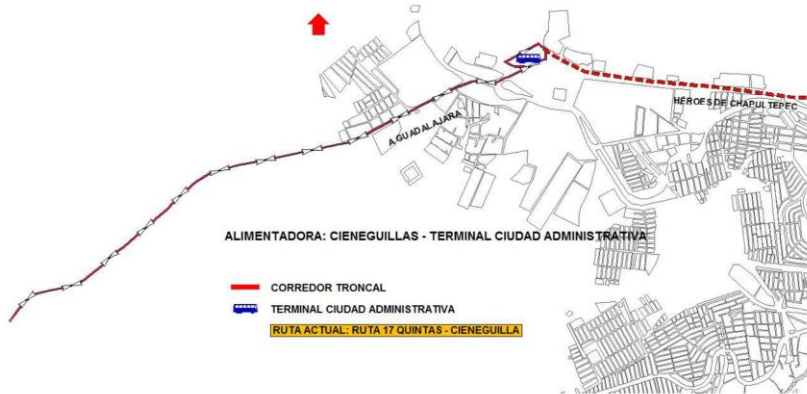 HÉROES DE CHAPULTEPEC
A GUADALAJARA
ALIMENTADORA: CIENEGUILLAS - TERMINAL CIUDAD ADMINISTRATIVA
CORREDOR TRONCAL
TERMINAL CIUDAD ADMINISTRATIVA
RUTA ACTUAL: RUTA 17 QUINTAS - CIENEGUILLA